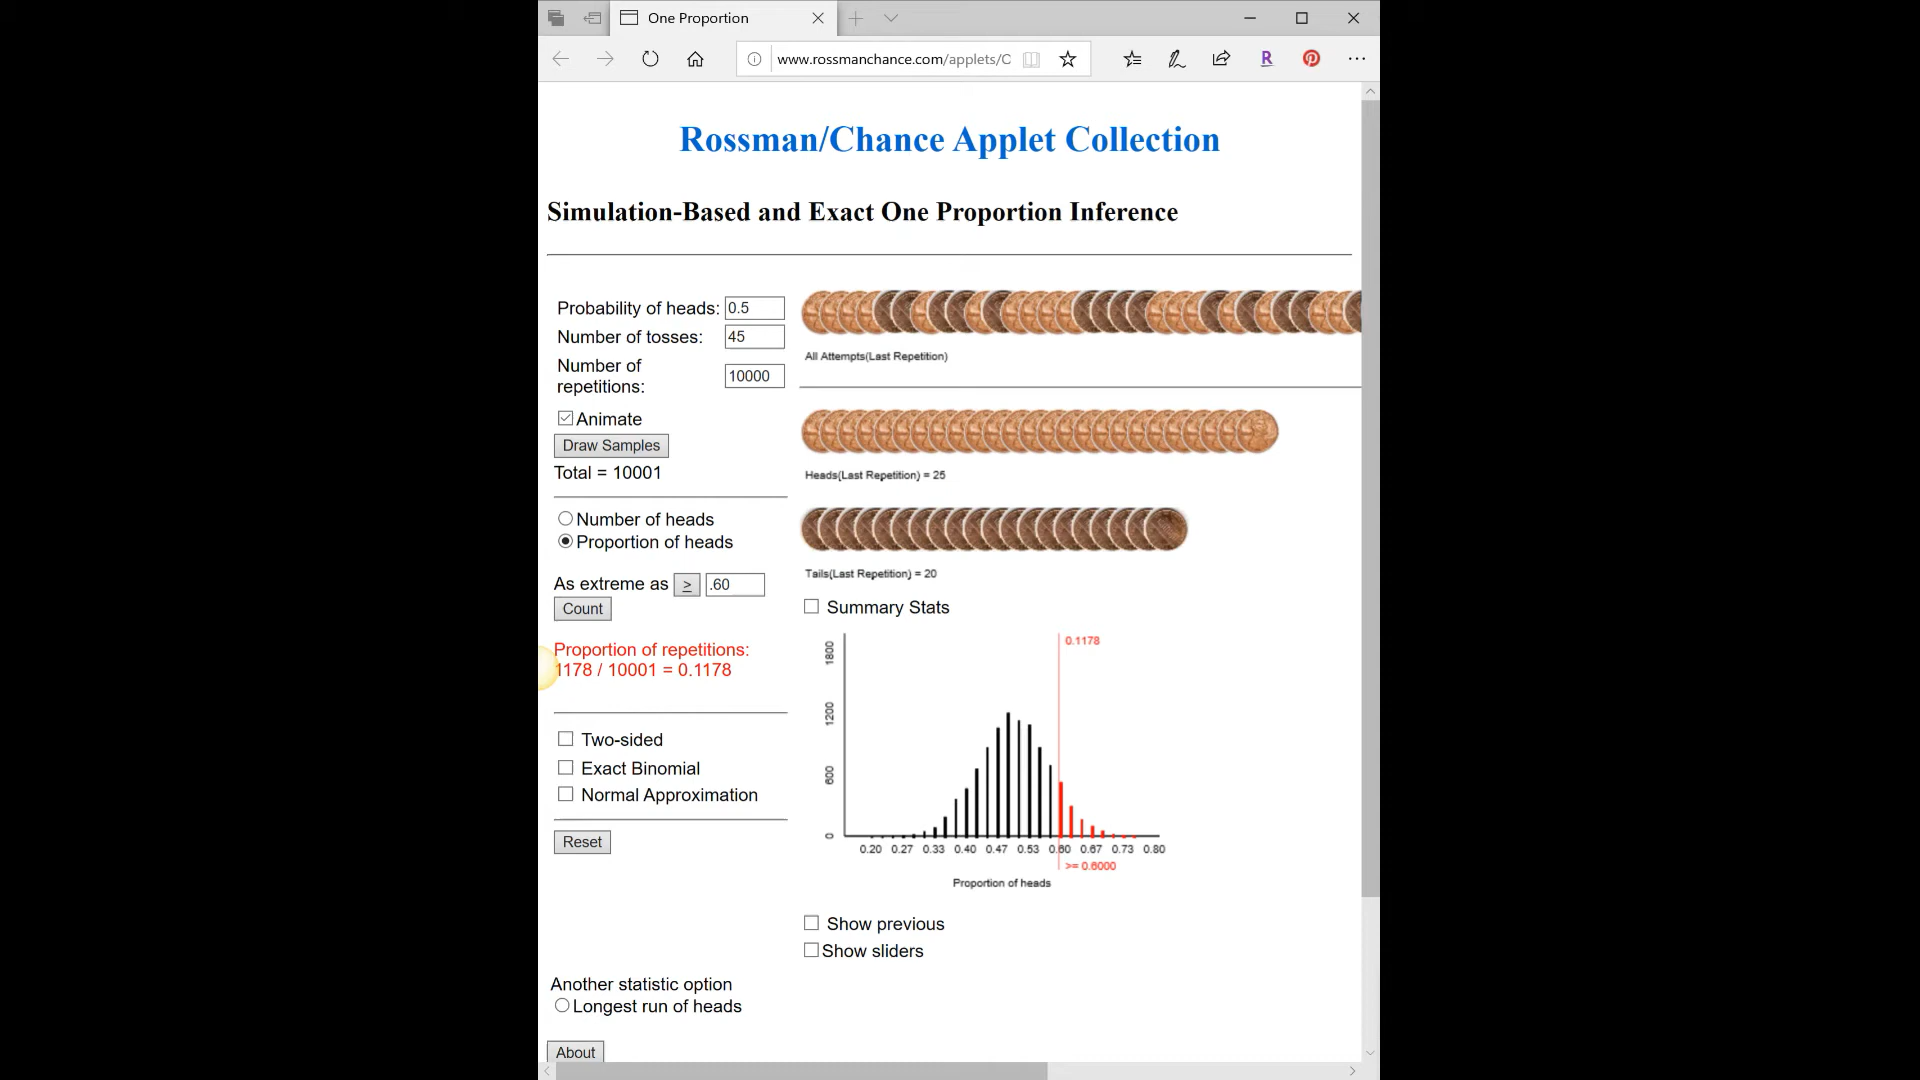 One Proportion
www.rossmanchance.com/applets/C
Rossman/Chance Applet Collection
Simulation-Based and Exact One Proportion Inference
Probability of heads: 0.5
Number of tosses: 45
Number of
repetitions: 10000
Animate
Draw Samples
Total = 10001
Number of heads
Proportion of heads
As extreme as ≥ .60
Count
Proportion of repetitions:
1178 / 10001 = 0.1178
Two-sided
Exact Binomial
Normal Approximation
Reset
All Attempts(Last Repetition)
Heads(Last Repetition) = 25
Tails(Last Repetition) = 20
Summary Stats
0.1178
1800
1200
600
0
0.20 0.27 0.33 0.40 0.47 0.53 0.60 0.67 0.73 0.80
>= 0.6000
Proportion of heads
Show previous
Show sliders
Another statistic option
Longest run of heads
About